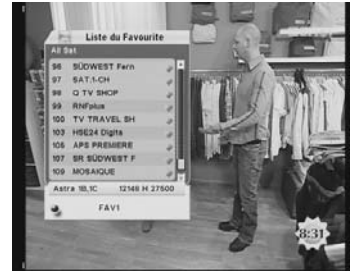 Liste du Favourite
All Sat
96 SÜDWEST Fern
97 SAT.1-CH
98 Q TV SHOP
99 RNFplus
100 TV TRAVEL SH
103 HSE24 Digita
105 APS PREMIERE
107 SR SÜDWEST F
109 MOSAIQUE
Astra 1B,1C 12148 H 27500
FAV1
8:31